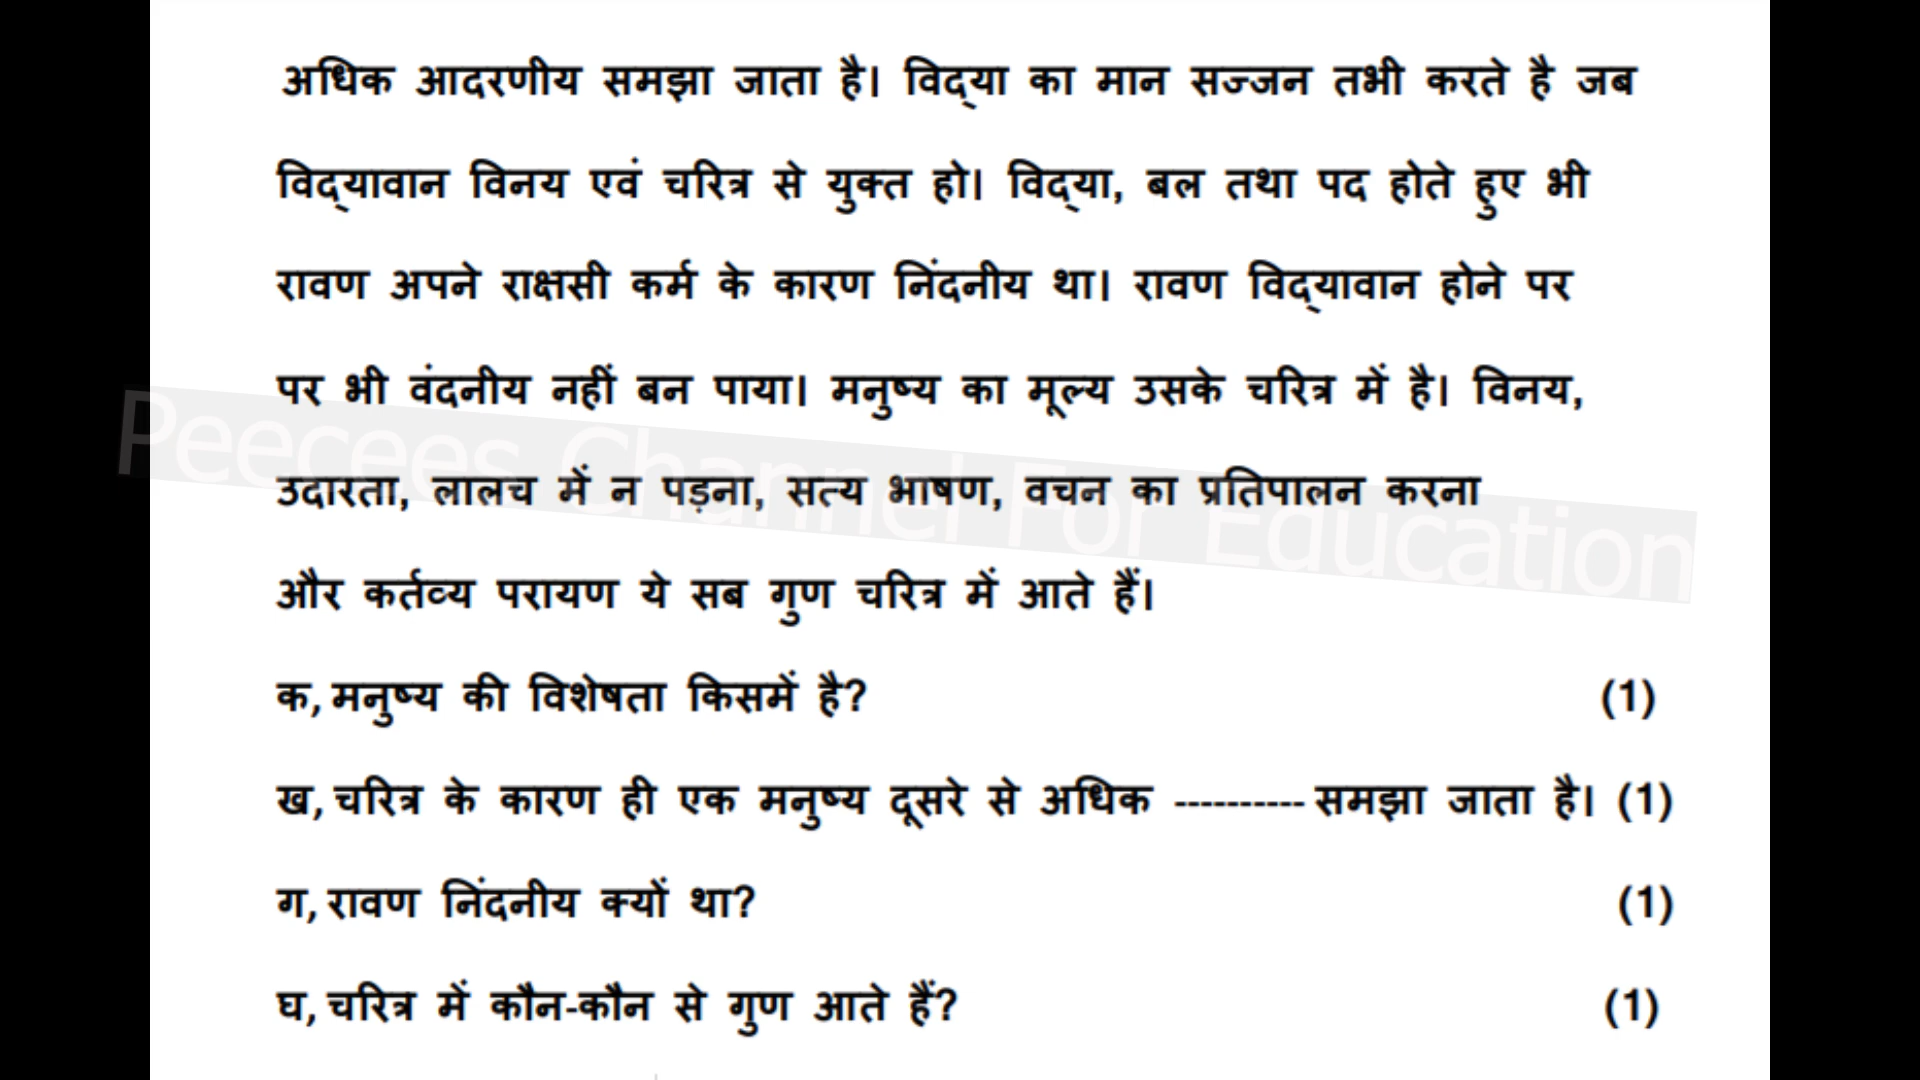 अधिक आदरणीय समझा जाता है। विद्‌या का मान सज्जन तभी करते है जब
विद्‌यावान विनय एवं चरित्र से युक्त हो। विद्‌या, बल तथा पद होते हुए भी
रावण अपने राक्षसी कर्म के कारण निंदनीय था। रावण विद्‌यावान होने पर
पर भी वंदनीय नहीं बन पाया। मनुष्य का मूल्य उसके चरित्र में है। विनय,
Peecees Channel For Education
उदारता, लालच में न पड़ना, सत्य भाषण, वचन का प्रतिपालन करना
और कर्तव्य परायण ये सब गुण चरित्र में आते हैं।
क, मनुष्य की विशेषता किसमें है? (1)
ख, चरित्र के कारण ही एक मनुष्य दूसरे से अधिक ---------- समझा जाता है। (1)
ग, रावण निंदनीय क्यों था? (1)
घ, चरित्र में कौन-कौन से गुण आते हैं? (1)